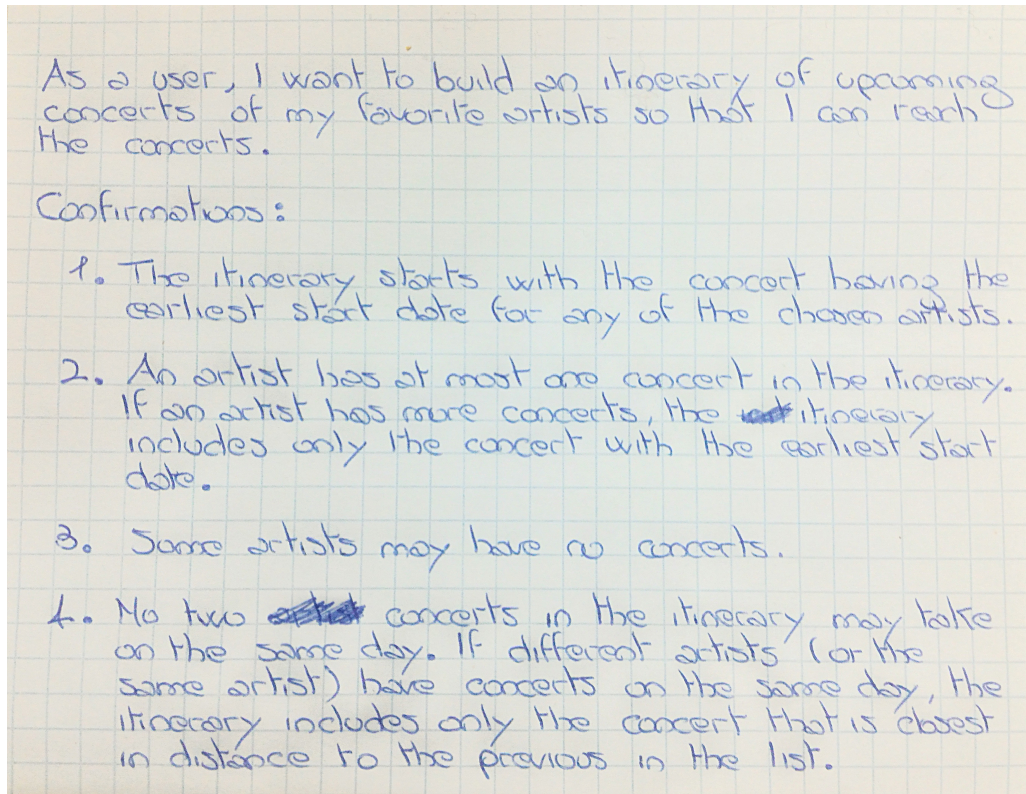 As a user, I want to build an itinerary of upcoming
concerts of my favorite artists so that I can reach
the concerts.
Confirmations:
1. The itinerary starts with the concert having the
earliest start date for any of the chosen artists.
2. An artist has at most one concert in the itinerary.
If an artist has more concerts, the itinerary
includes only the concert with the earliest start
date.
3. Some artists may have no concerts.
4. No two concerts in the itinerary may take
on the same day. If different artists (or the
same artist) have concerts on the same day, the
itinerary includes only the concert that is closest
in distance to the previous in the list.